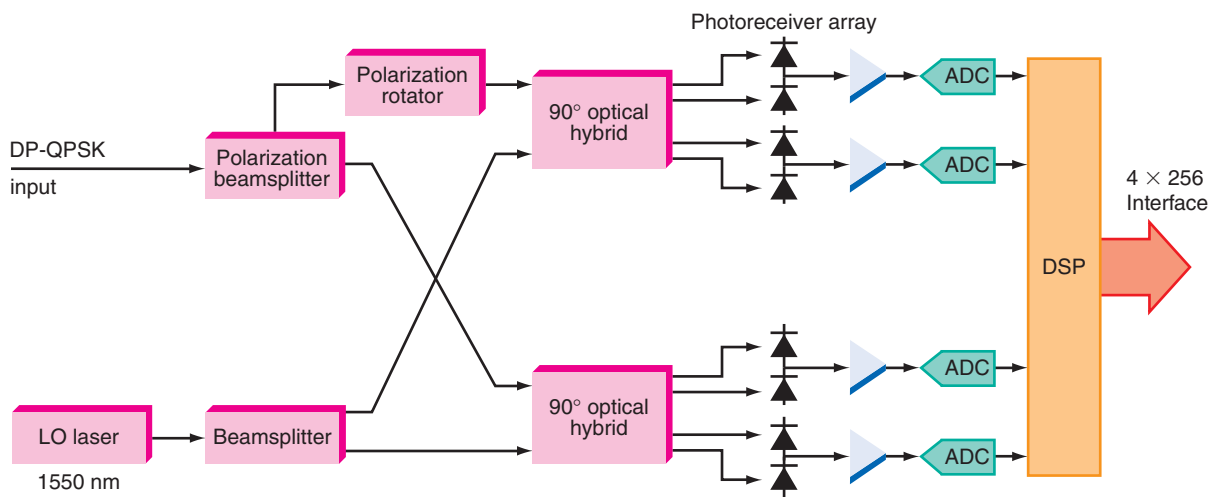 Photoreceiver array
Polarization
rotator
90° optical
hybrid
ADC
DP-QPSK
input
Polarization
beamsplitter
ADC
4 × 256
Interface
DSP
ADC
LO laser
1550 nm
Beamsplitter
90° optical
hybrid
ADC